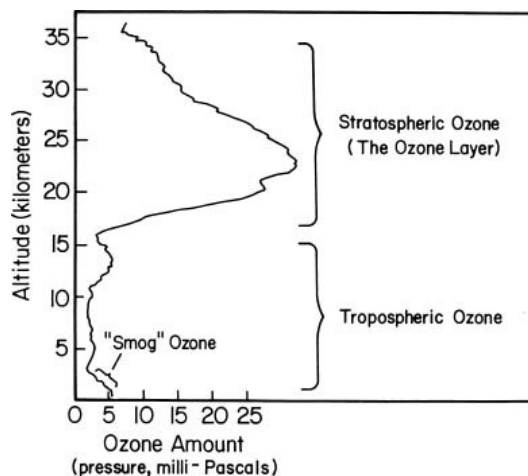 35
30
25
20
15
10
5
Altitude (kilometers)
Stratospheric Ozone
(The Ozone Layer)
Tropospheric Ozone
"Smog" Ozone
0 5 10 15 20 25
Ozone Amount
(pressure, milli-Pascals)